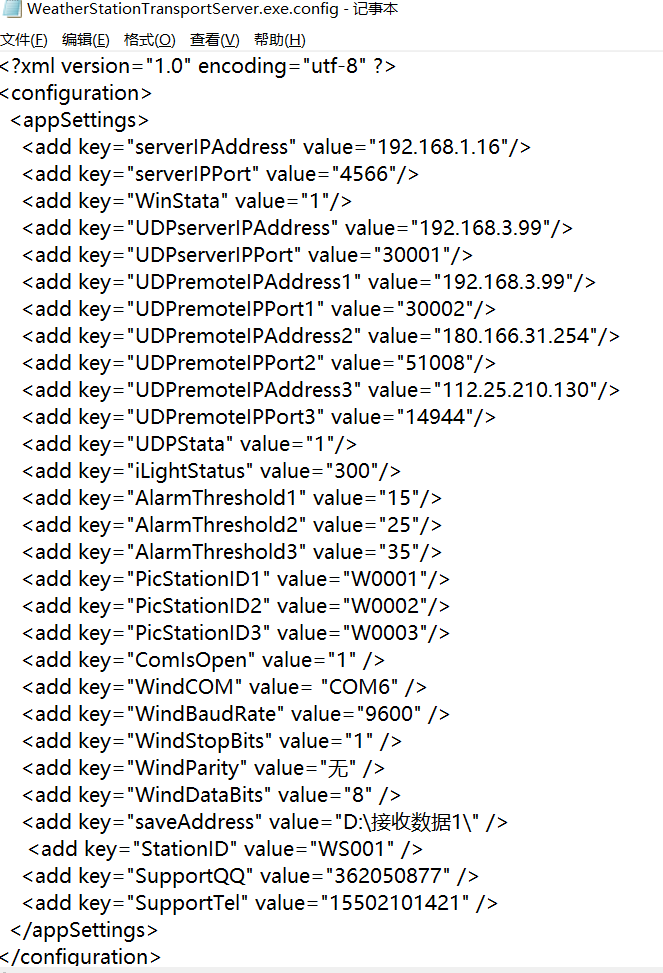 WeatherStationTransportServer.exe.config - 记事本
文件(F) 编辑(E) 格式(O) 查看(V) 帮助(H)
<?xml version="1.0" encoding="utf-8" ?>
<configuration>
<appSettings>
<add key="serverIPAddress" value="192.168.1.16"/>
<add key="serverIPPort" value="4566"/>
<add key="WinStata" value="1"/>
<add key="UDPserverIPAddress" value="192.168.3.99"/>
<add key="UDPserverIPPort" value="30001"/>
<add key="UDPremoteIPAddress1" value="192.168.3.99"/>
<add key="UDPremoteIPPort1" value="30002"/>
<add key="UDPremoteIPAddress2" value="180.166.31.254"/>
<add key="UDPremoteIPPort2" value="51008"/>
<add key="UDPremoteIPAddress3" value="112.25.210.130"/>
<add key="UDPremoteIPPort3" value="14944"/>
<add key="UDPStata" value="1"/>
<add key="iLightStatus" value="300"/>
<add key="AlarmThreshold1" value="15"/>
<add key="AlarmThreshold2" value="25"/>
<add key="AlarmThreshold3" value="35"/>
<add key="PicStationID1" value="W0001"/>
<add key="PicStationID2" value="W0002"/>
<add key="PicStationID3" value="W0003"/>
<add key="ComIsOpen" value="1" />
<add key="WindCOM" value= "COM6" />
<add key="WindBaudRate" value="9600" />
<add key="WindStopBits" value="1" />
<add key="WindParity" value="无" />
<add key="WindDataBits" value="8" />
<add key="saveAddress" value="D:\接收数据1\" />
<add key="StationID" value="WS001" />
<add key="SupportQQ" value="362050877" />
<add key="SupportTel" value="15502101421" />
</appSettings>
</configuration>